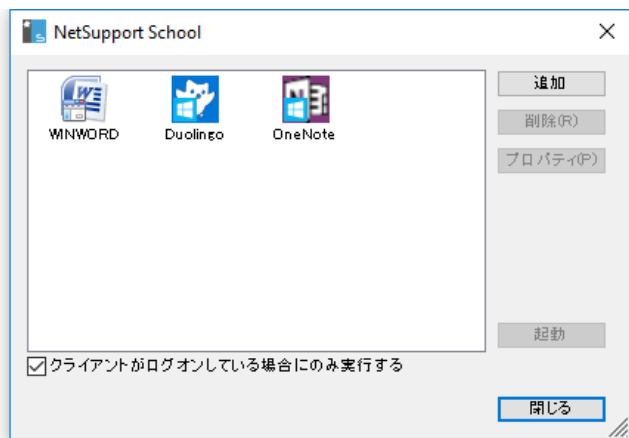 NetSupport School
WINWORD
Duolingo
OneNote
追加
削除(R)
プロパティ(P)
起動
クライアントがログオンしている場合にのみ実行する
閉じる